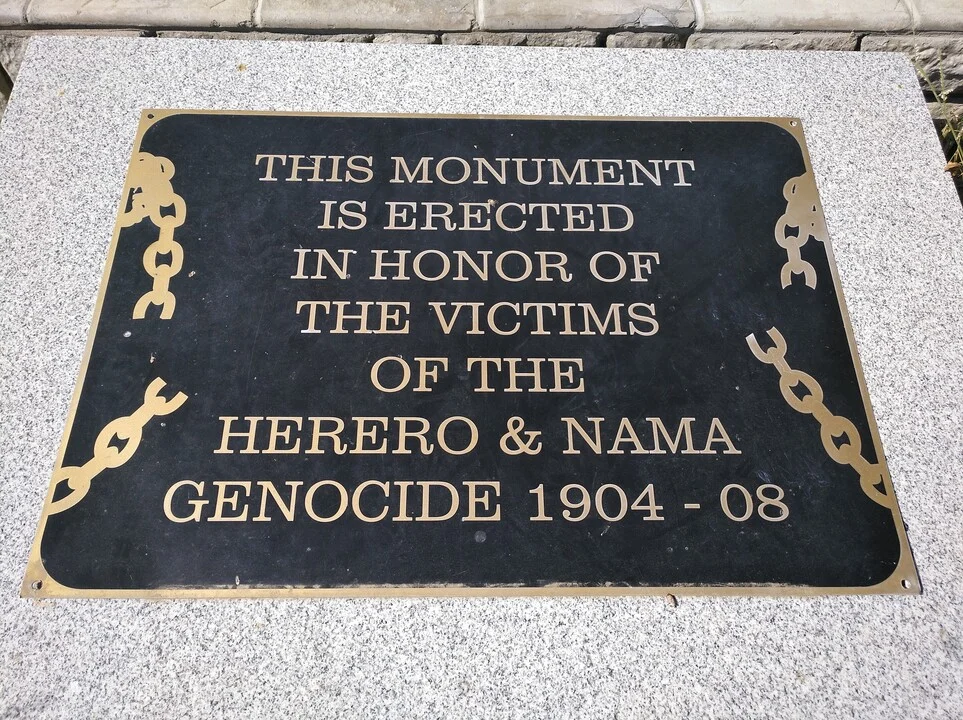 THIS MONUMENT
IS ERECTED
IN HONOR OF
THE VICTIMS
OF THE
HERERO & NAMA
GENOCIDE 1904 - 08